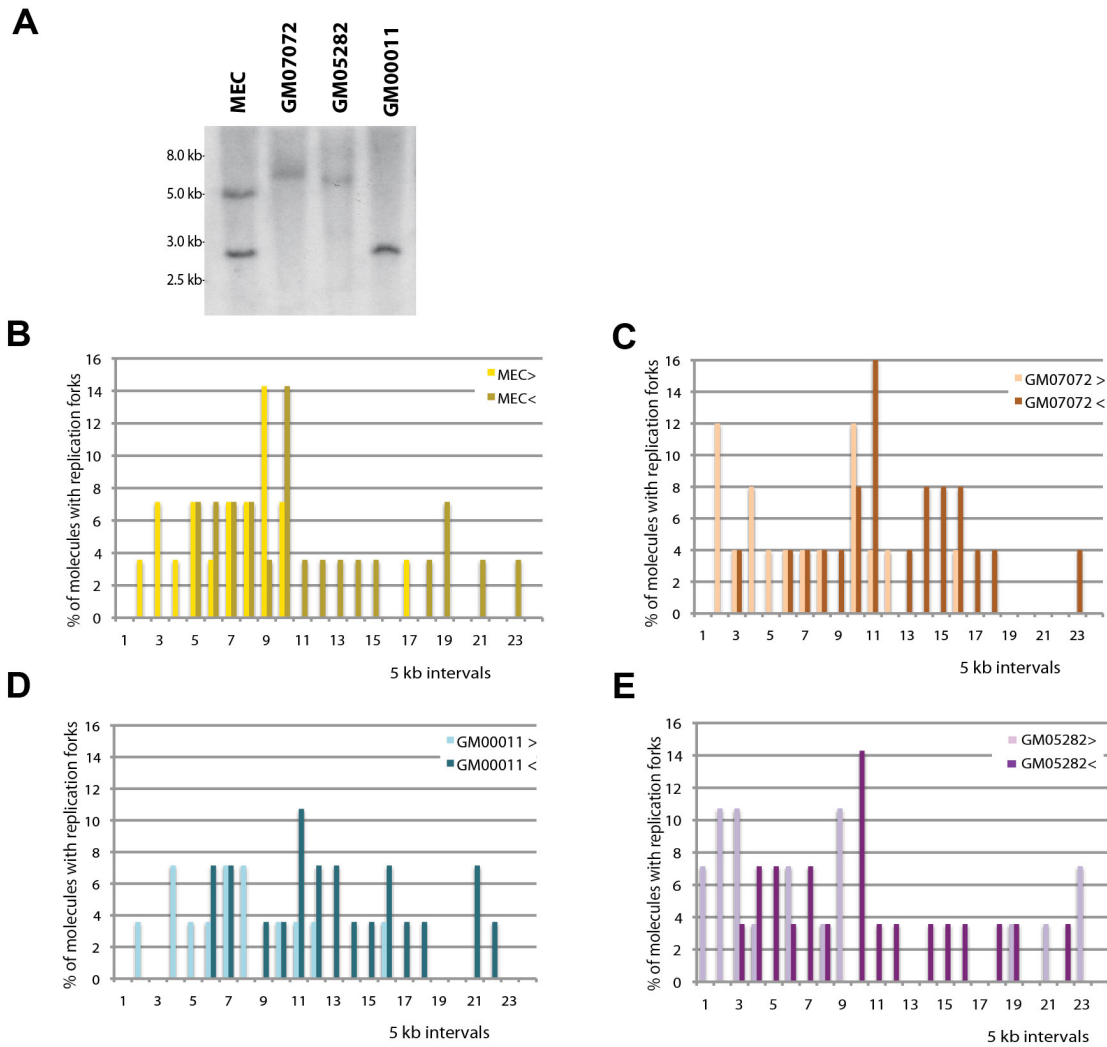 A
MEC
GM07072
GM05282
GM00011
8.0 kb-
5.0 kb-
3.0 kb-
2.5 kb-
B
% of molecules with replication forks
16
14
12
10
8
6
4
2
0
MEC>
MEC<
1 3 5 7 9 11 13 15 17 19 21 23
5 kb intervals
C
% of molecules with replication forks
16
14
12
10
8
6
4
2
0
GM07072 >
GM07072 <
1 3 5 7 9 11 13 15 17 19 21 23
5 kb intervals
D
% of molecules with replication forks
16
14
12
10
8
6
4
2
0
GM00011 >
GM00011 <
1 3 5 7 9 11 13 15 17 19 21 23
5 kb intervals
E
% of molecules with replication forks
16
14
12
10
8
6
4
2
0
GM05282>
GM05282<
1 3 5 7 9 11 13 15 17 19 21 23
5 kb intervals